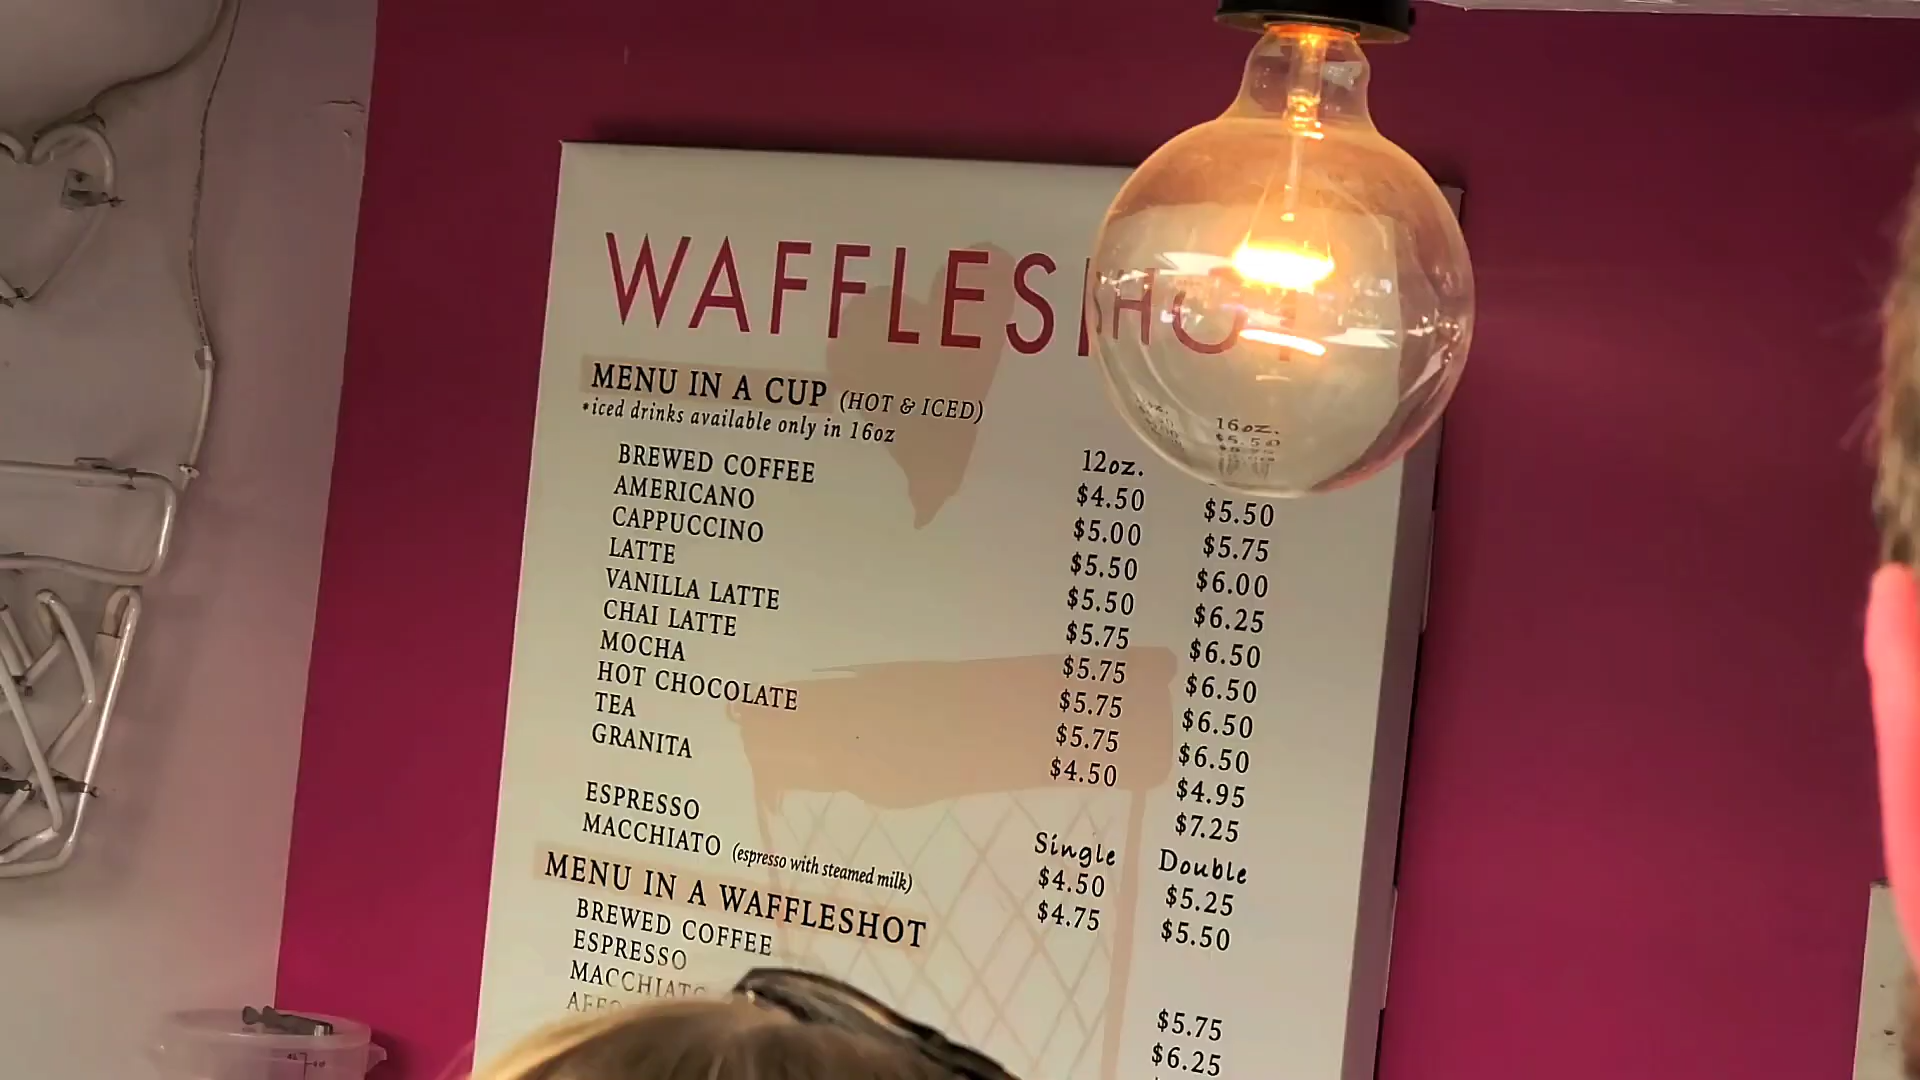 WAFFLESHOT
MENU IN A CUP (HOT & ICED)
*iced drinks available only in 16oz
12oz. 16oz.
BREWED COFFEE $4.50 $5.50
AMERICANO $5.00 $5.75
CAPPUCCINO $5.50 $6.00
LATTE $5.50 $6.25
VANILLA LATTE $5.75 $6.50
CHAI LATTE $5.75 $6.50
MOCHA $5.75 $6.50
HOT CHOCOLATE $5.75 $6.50
TEA $4.50 $4.95
GRANITA $7.25
Single Double
ESPRESSO $4.50 $5.25
MACCHIATO (espresso with steamed milk) $4.75 $5.50
MENU IN A WAFFLESHOT
BREWED COFFEE $5.75
ESPRESSO $6.25
MACCHIATO